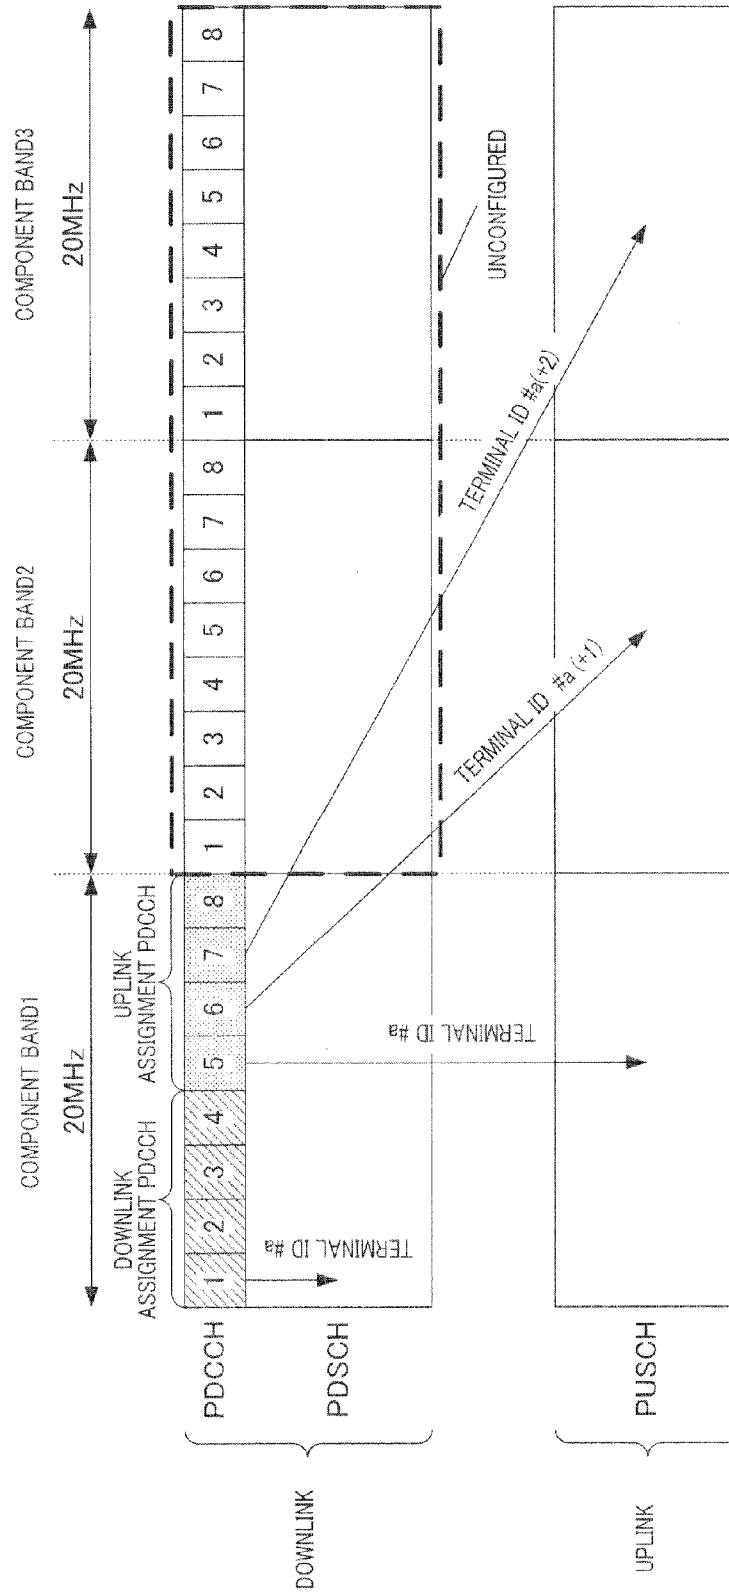 COMPONENT BAND1
COMPONENT BAND2
COMPONENT BAND3
20MHz
20MHz
20MHz
DOWNLINK
ASSIGNMENT PDCCH
UPLINK
ASSIGNMENT PDCCH
PDCCH
1 2 3 4 5 6 7 8 1 2 3 4 5 6 7 8 1 2 3 4 5 6 7 8
DOWNLINK
PDSCH
TERMINAL ID #a
TERMINAL ID #a
TERMINAL ID #a(+1)
TERMINAL ID #a(+2)
UNCONFIGURED
UPLINK
PUSCH